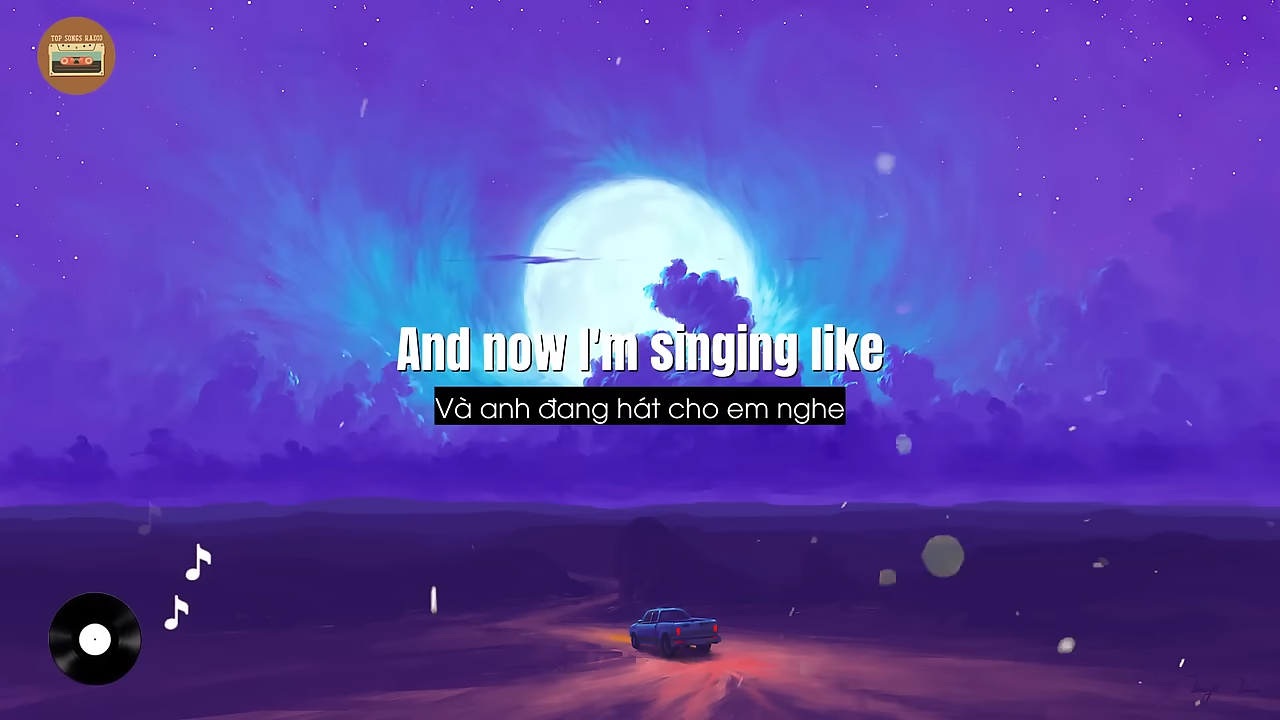 TOP SONGS RADIO
And now I'm singing like
Và anh đang hát cho em nghe